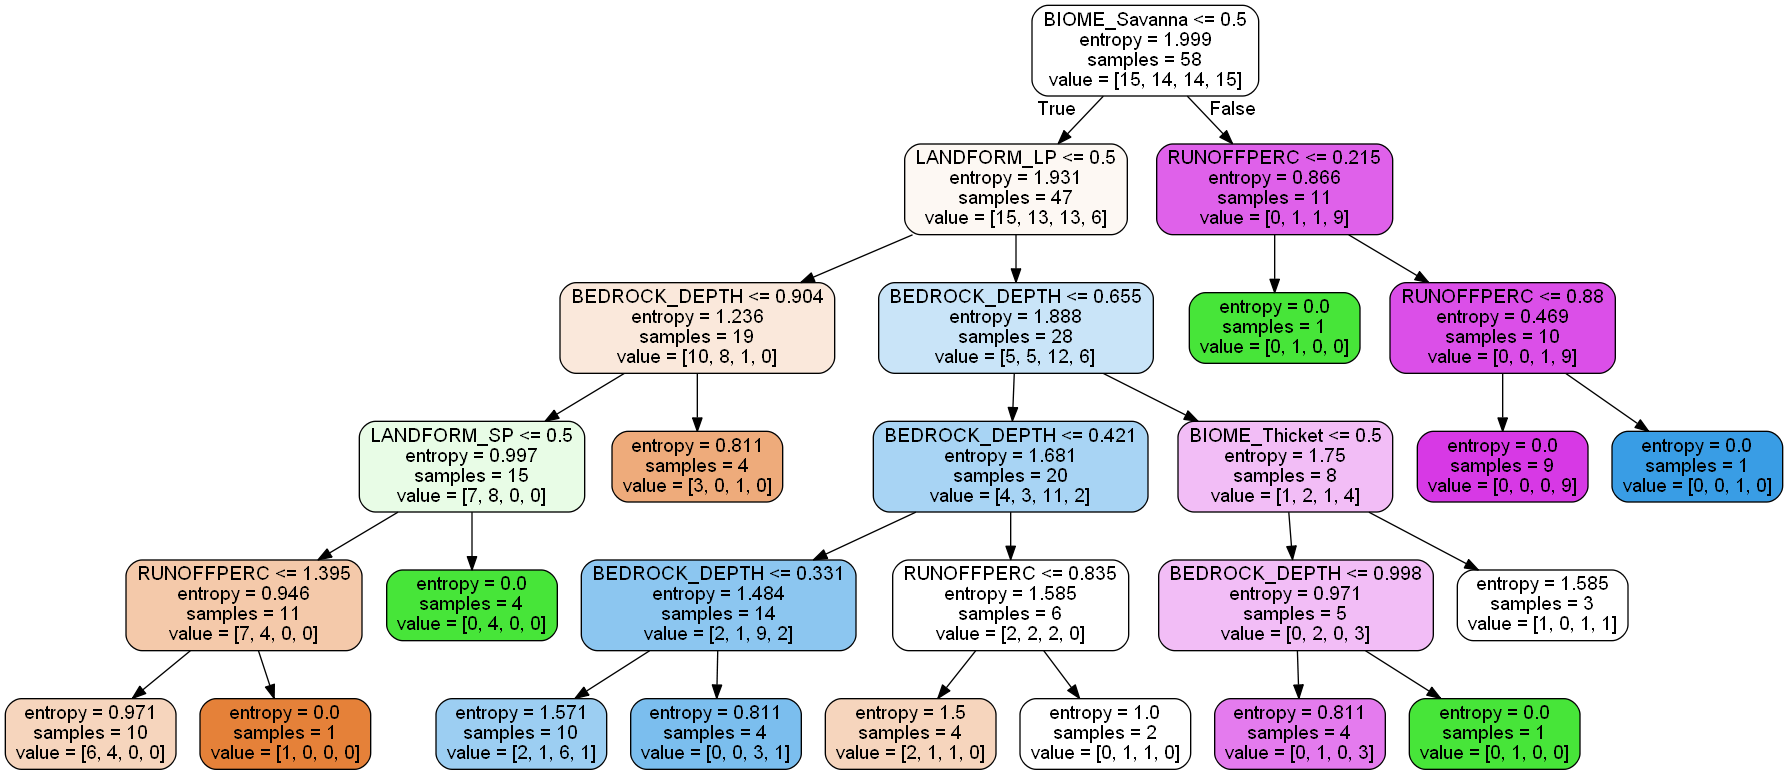 BIOME_Savanna <= 0.5
entropy = 1.999
samples = 58
value = [15, 14, 14, 15]
True
False
LANDFORM_LP <= 0.5
entropy = 1.931
samples = 47
value = [15, 13, 13, 6]
RUNOFFPERC <= 0.215
entropy = 0.866
samples = 11
value = [0, 1, 1, 9]
BEDROCK_DEPTH <= 0.904
entropy = 1.236
samples = 19
value = [10, 8, 1, 0]
BEDROCK_DEPTH <= 0.655
entropy = 1.888
samples = 28
value = [5, 5, 12, 6]
entropy = 0.0
samples = 1
value = [0, 1, 0, 0]
RUNOFFPERC <= 0.88
entropy = 0.469
samples = 10
value = [0, 0, 1, 9]
LANDFORM_SP <= 0.5
entropy = 0.997
samples = 15
value = [7, 8, 0, 0]
entropy = 0.811
samples = 4
value = [3, 0, 1, 0]
BEDROCK_DEPTH <= 0.421
entropy = 1.681
samples = 20
value = [4, 3, 11, 2]
BIOME_Thicket <= 0.5
entropy = 1.75
samples = 8
value = [1, 2, 1, 4]
entropy = 0.0
samples = 9
value = [0, 0, 0, 9]
entropy = 0.0
samples = 1
value = [0, 0, 1, 0]
RUNOFFPERC <= 1.395
entropy = 0.946
samples = 11
value = [7, 4, 0, 0]
entropy = 0.0
samples = 4
value = [0, 4, 0, 0]
BEDROCK_DEPTH <= 0.331
entropy = 1.484
samples = 14
value = [2, 1, 9, 2]
RUNOFFPERC <= 0.835
entropy = 1.585
samples = 6
value = [2, 2, 2, 0]
BEDROCK_DEPTH <= 0.998
entropy = 0.971
samples = 5
value = [0, 2, 0, 3]
entropy = 1.585
samples = 3
value = [1, 0, 1, 1]
entropy = 0.971
samples = 10
value = [6, 4, 0, 0]
entropy = 0.0
samples = 1
value = [1, 0, 0, 0]
entropy = 1.571
samples = 10
value = [2, 1, 6, 1]
entropy = 0.811
samples = 4
value = [0, 0, 3, 1]
entropy = 1.5
samples = 4
value = [2, 1, 1, 0]
entropy = 1.0
samples = 2
value = [0, 1, 1, 0]
entropy = 0.811
samples = 4
value = [0, 1, 0, 3]
entropy = 0.0
samples = 1
value = [0, 1, 0, 0]